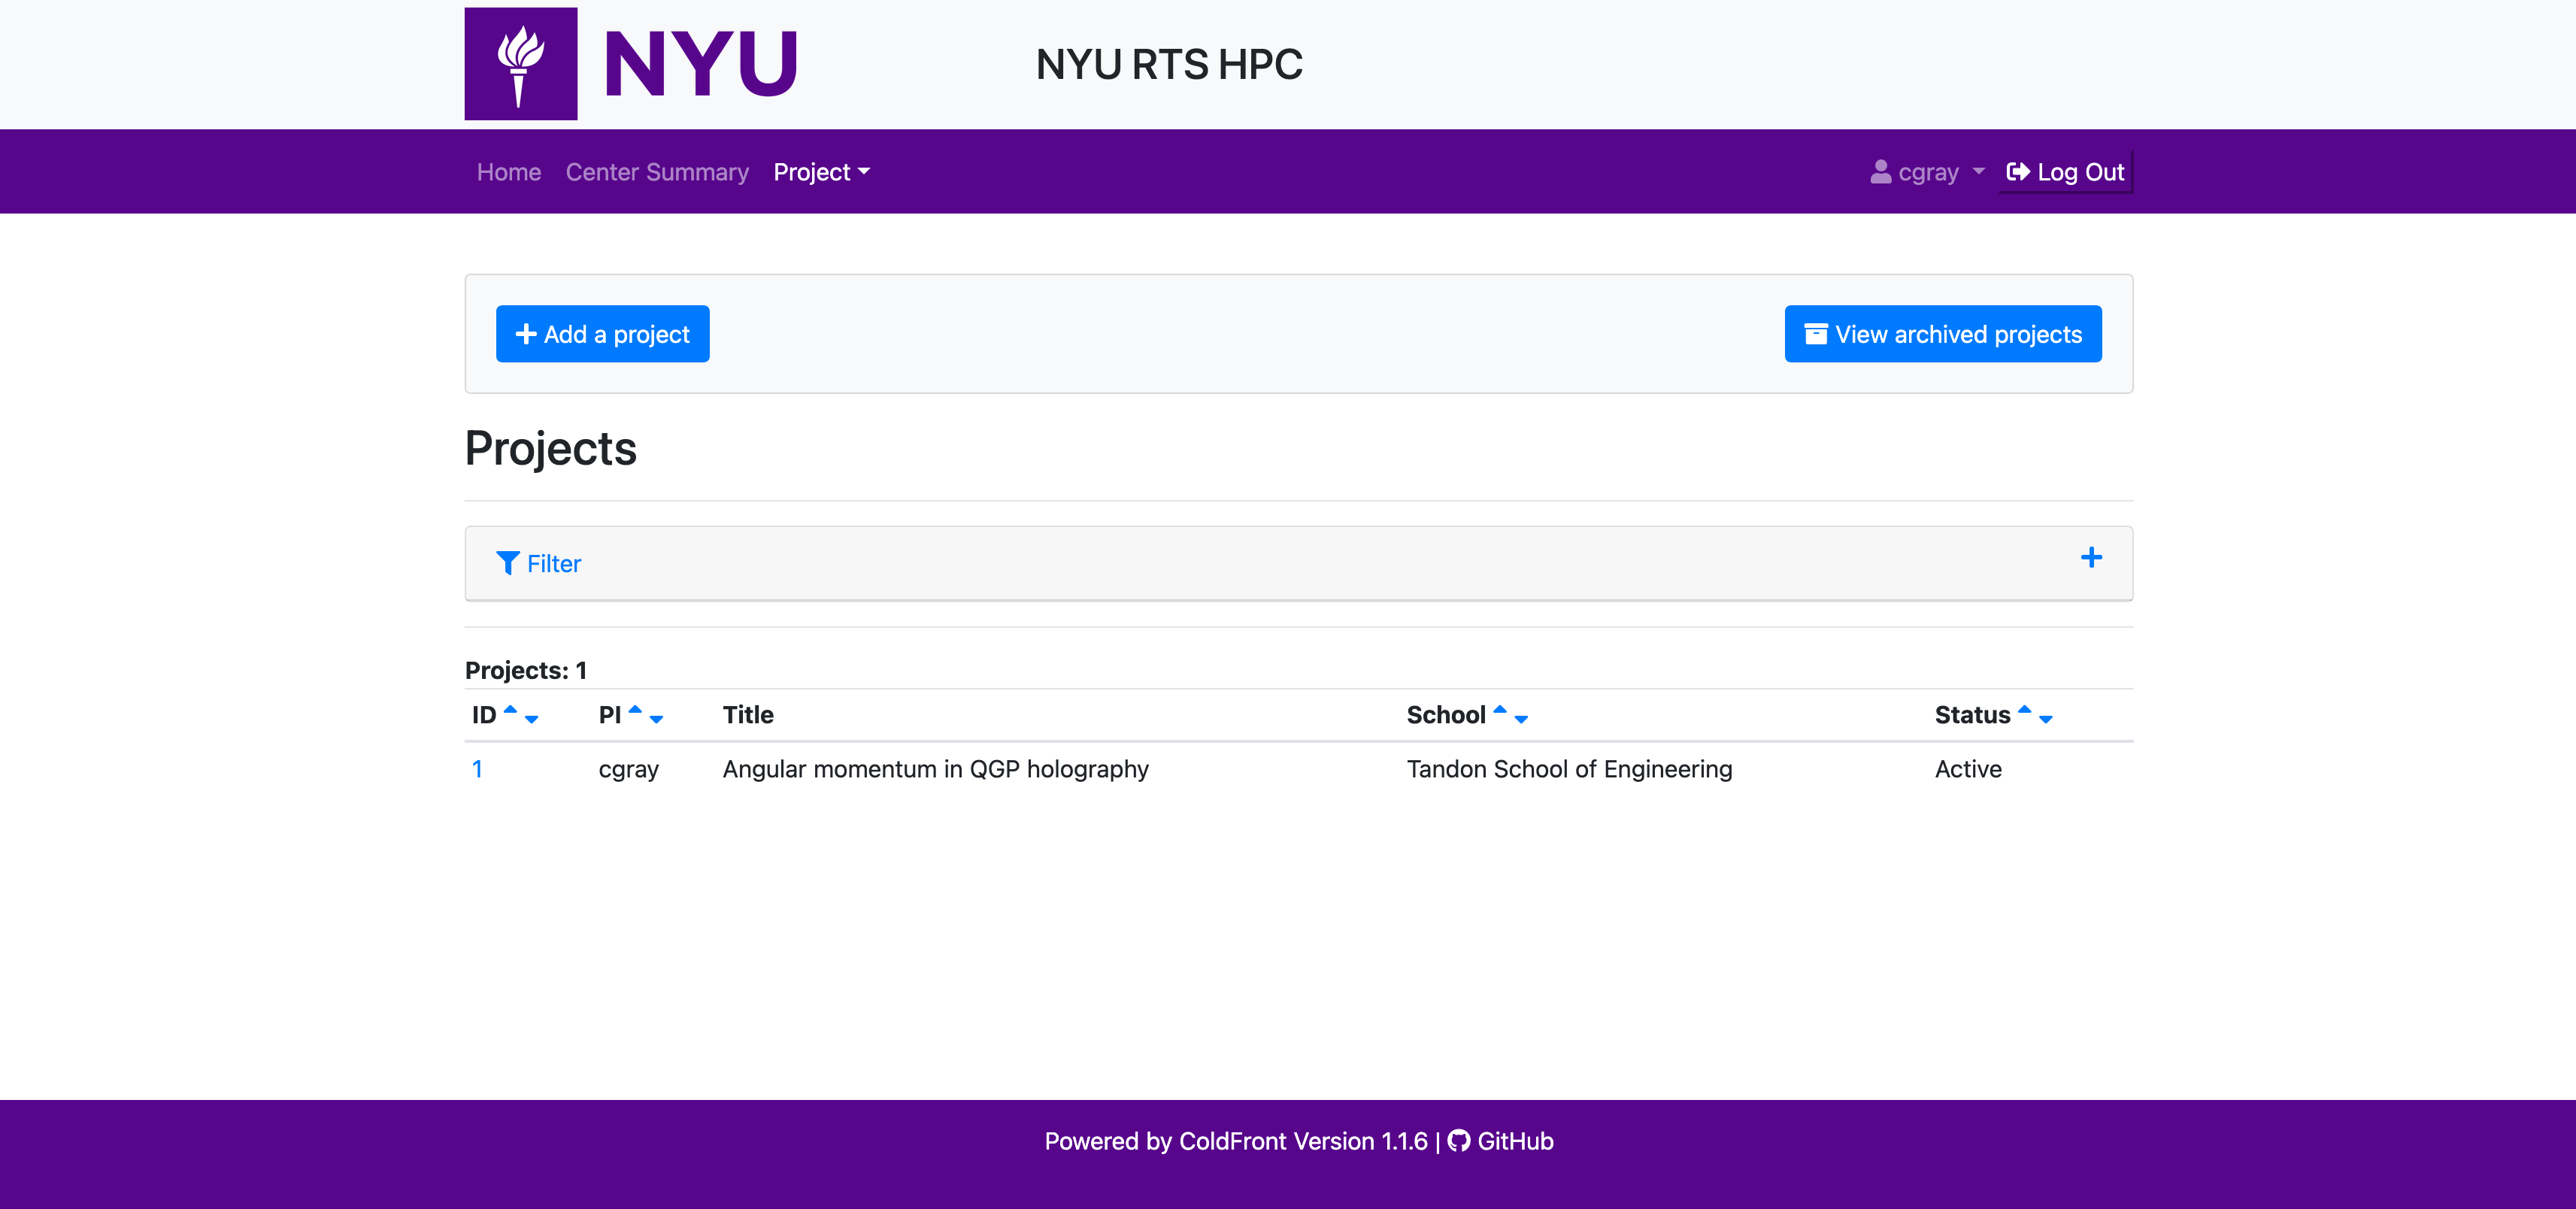 NYU
NYU RTS HPC
Home Center Summary Project cgray Log Out
Add a project View archived projects
Projects
Filter
Projects: 1
ID PI Title School Status
1 cgray Angular momentum in QGP holography Tandon School of Engineering Active
Powered by ColdFront Version 1.1.6 | GitHub